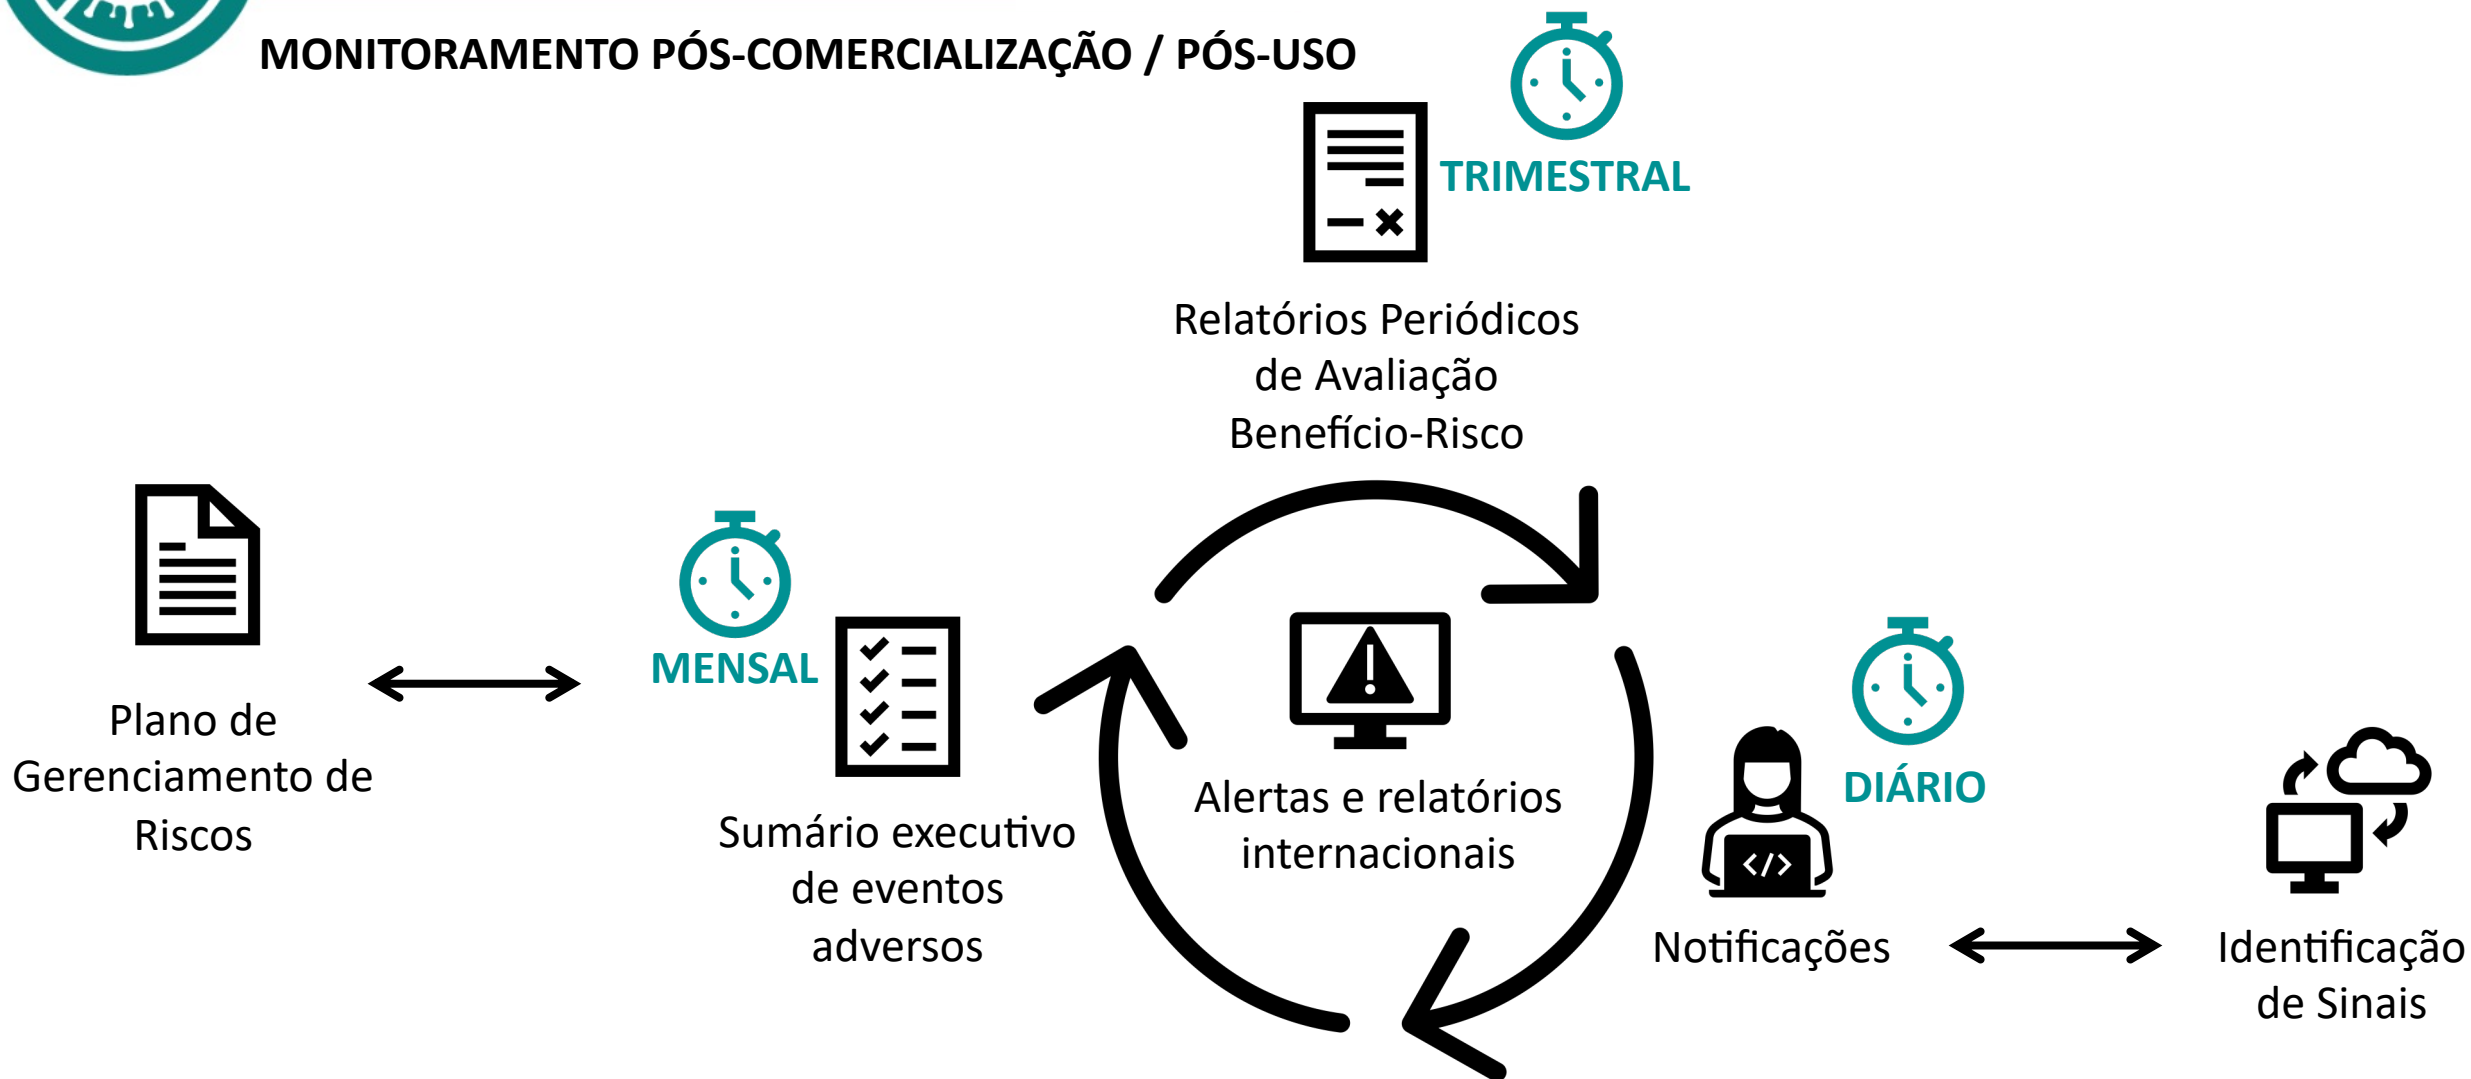 MONITORAMENTO PÓS-COMERCIALIZAÇÃO / PÓS-USO
TRIMESTRAL
Relatórios Periódicos
de Avaliação
Benefício-Risco
Plano de
Gerenciamento de
Riscos
MENSAL
Sumário executivo
de eventos
adversos
Alertas e relatórios
internacionais
DIÁRIO
</>
Notificações
Identificação
de Sinais